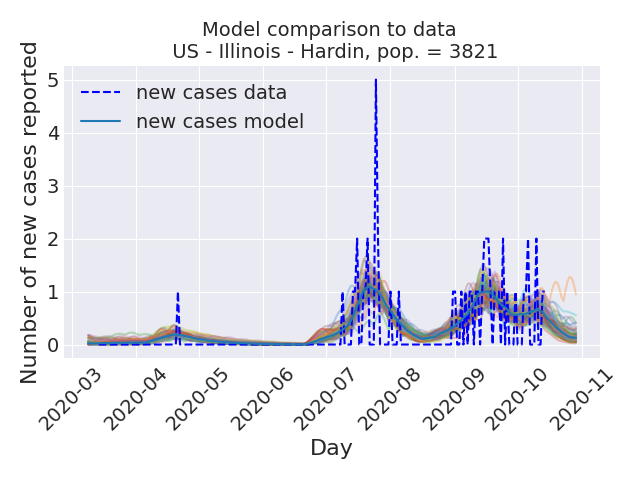 Model comparison to data
US - Illinois - Hardin, pop. = 3821
Number of new cases reported
5
4
3
2
1
0
new cases data
new cases model
2020-03
2020-04
2020-05
2020-06
2020-07
2020-08
2020-09
2020-10
2020-11
Day